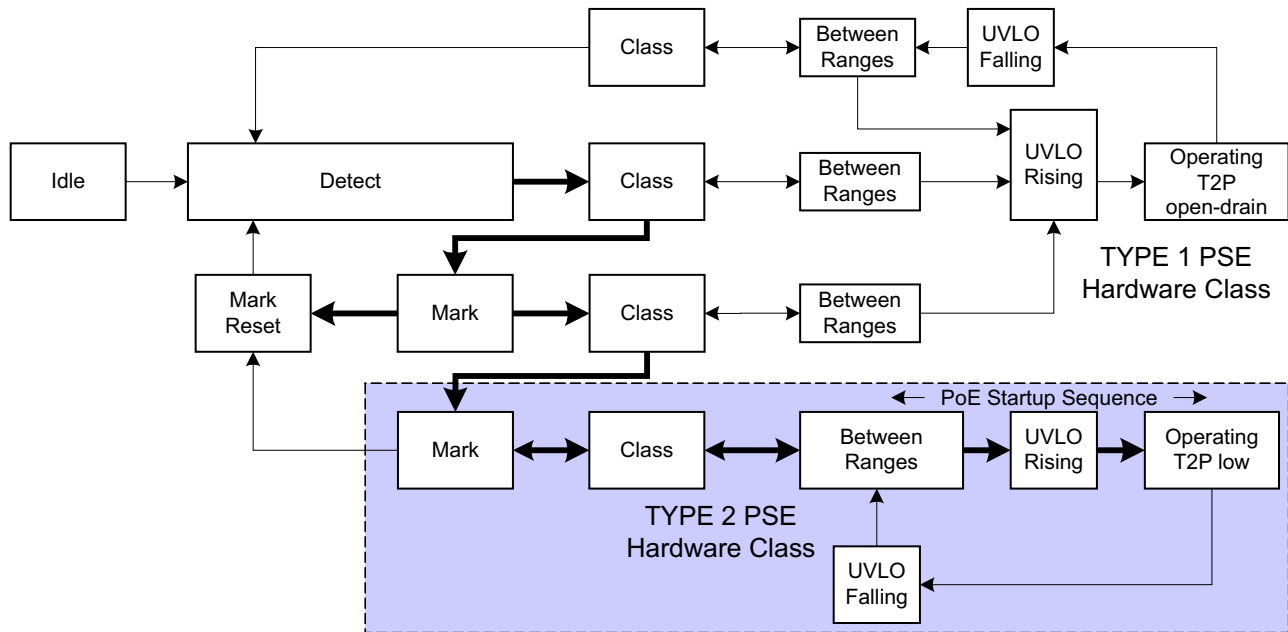 Class
Between
Ranges
UVLO
Falling
Idle
Detect
Class
Between
Ranges
UVLO
Rising
Operating
T2P
open-drain
TYPE 1 PSE
Hardware Class
Mark
Reset
Mark
Class
Between
Ranges
PoE Startup Sequence
Mark
Class
Between
Ranges
UVLO
Rising
Operating
T2P low
TYPE 2 PSE
Hardware Class
UVLO
Falling